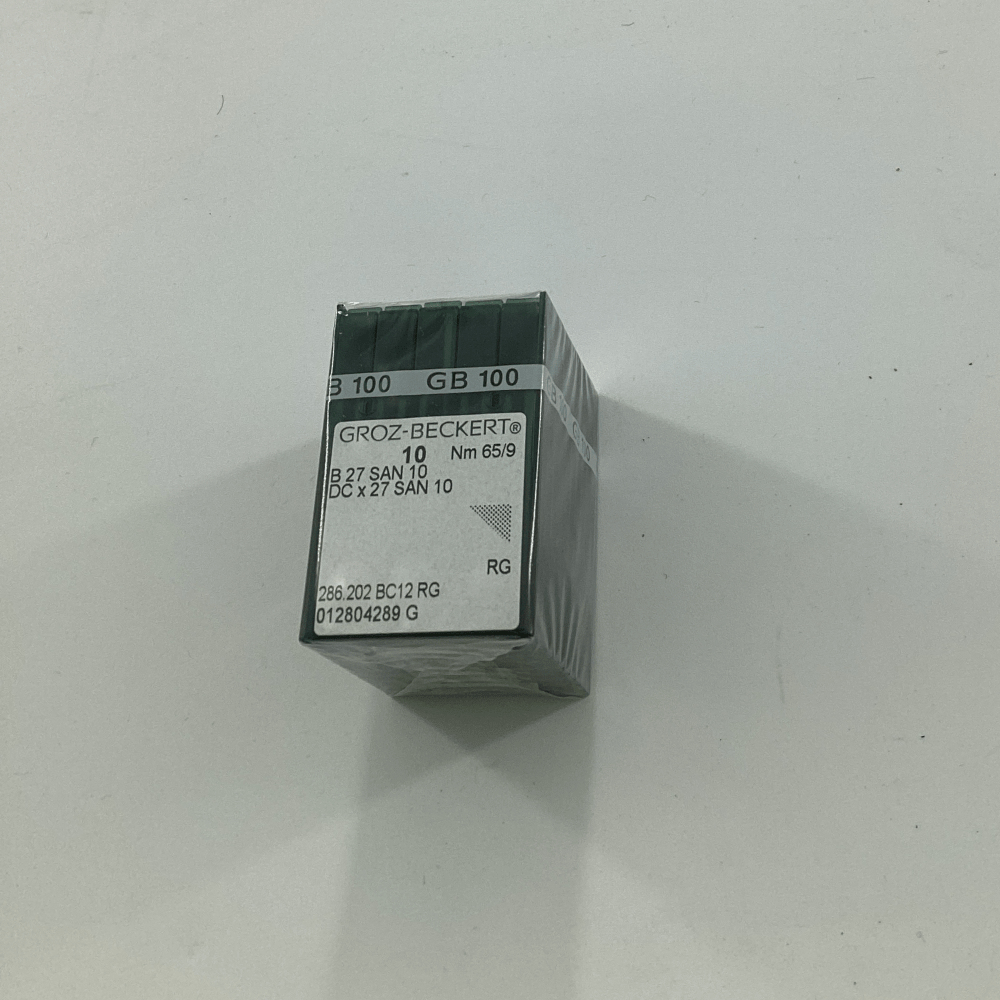 B 100 GB 100
GROZ-BECKERT®
10 Nm 65/9
B 27 SAN 10
DC x 27 SAN 10
RG
286.202 BC12 RG
012804289 G